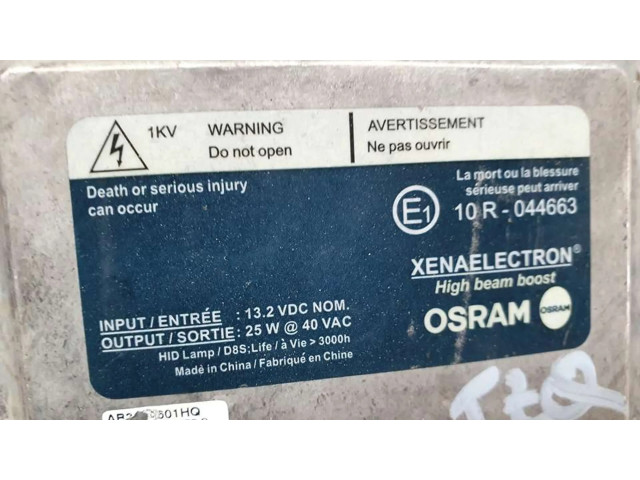 1KV
WARNING
Do not open
AVERTISSEMENT
Ne pas ouvrir
Death or serious injury
can occur
La mort ou la blessure
sérieuse peut arriver
E1 10 R - 044663
XENAELECTRON®
High beam boost
INPUT / ENTRÉE : 13.2 VDC NOM.
OUTPUT / SORTIE : 25 W @ 40 VAC
HID Lamp / D8S;Life / à Vie > 3000h
Made in China / Fabriqué en Chine
OSRAM OSRAM